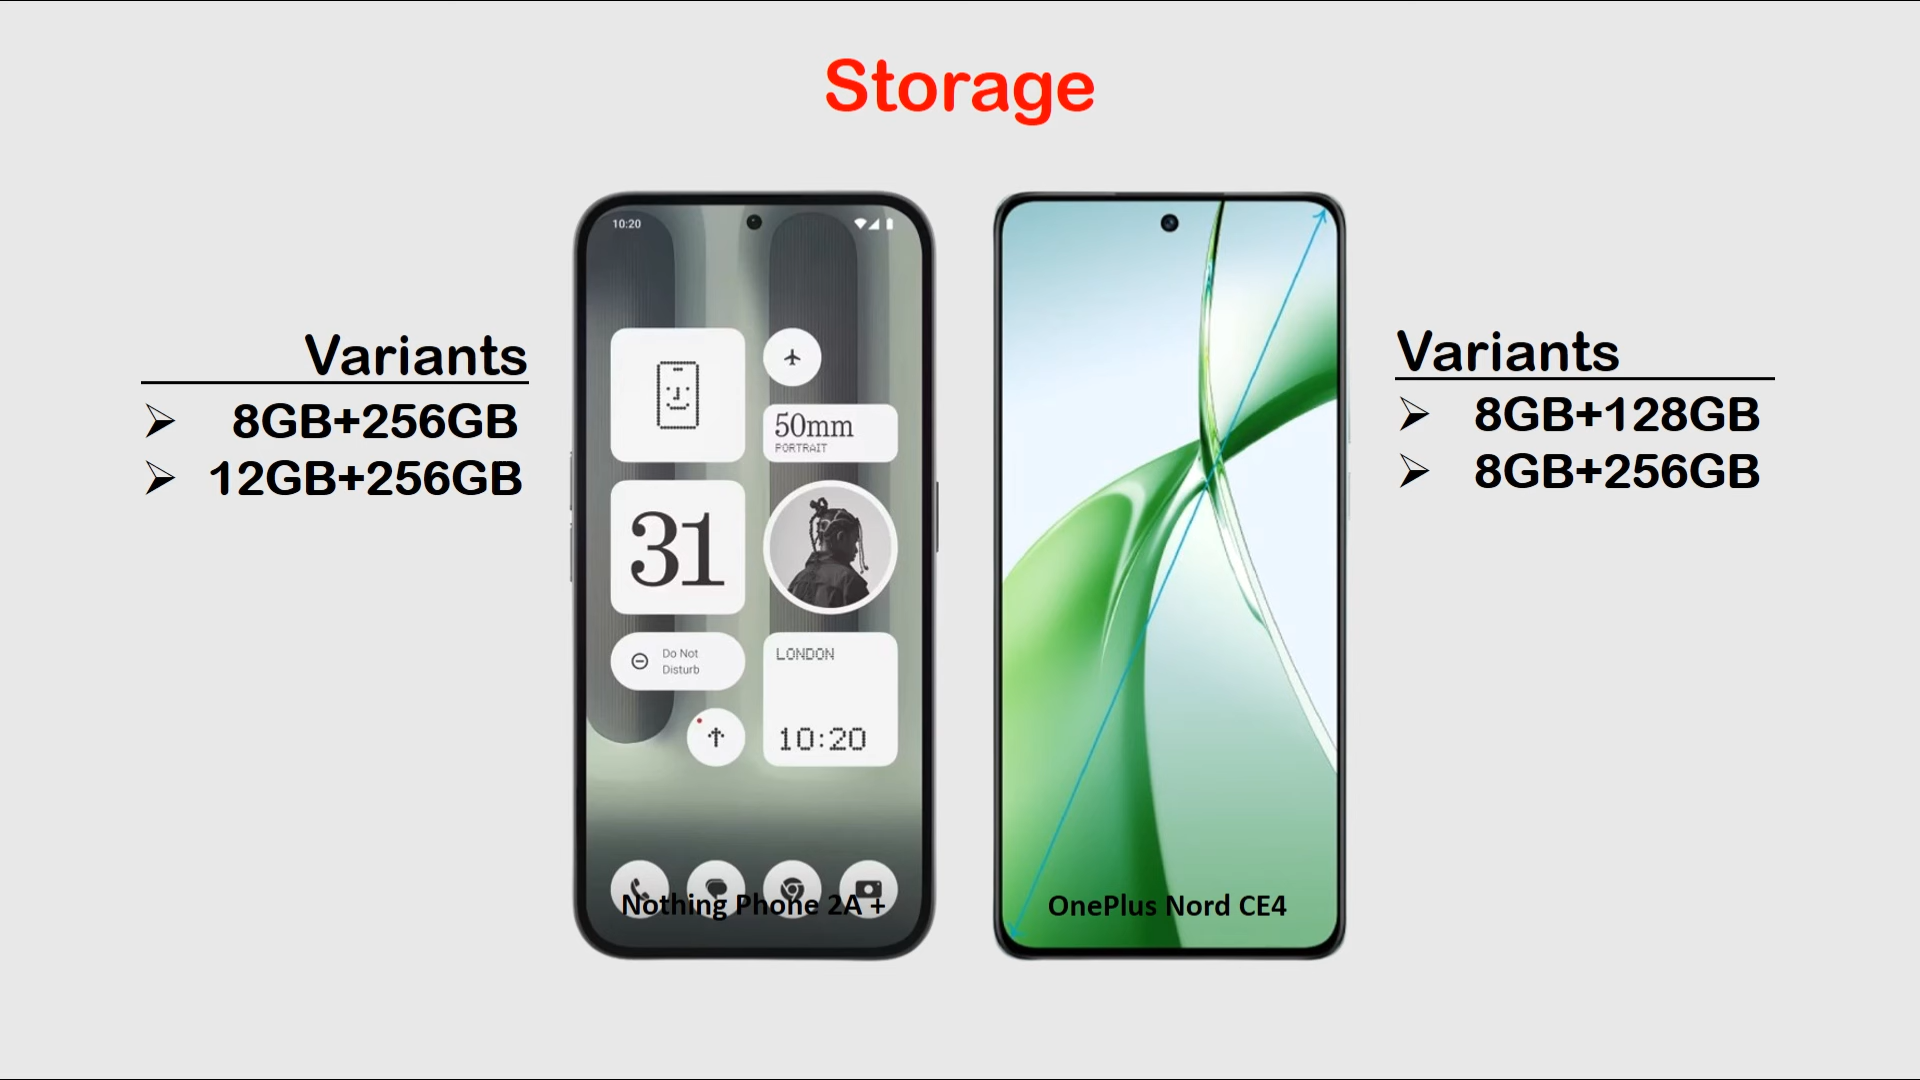 Storage
Variants
8GB+256GB
12GB+256GB
10:20
50mm
PORTRAIT
31
Do Not
Disturb
LONDON
10:20
Nothing Phone 2A +
OnePlus Nord CE4
Variants
8GB+128GB
8GB+256GB